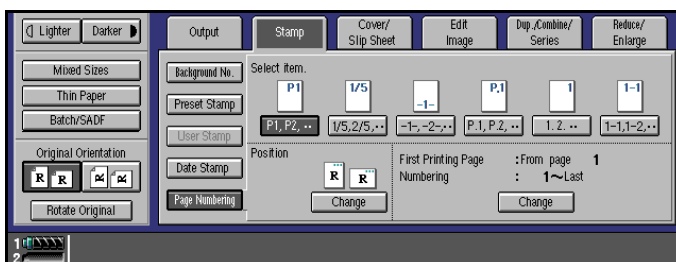 Lighter Darker
Mixed Sizes
Thin Paper
Batch/SADF
Original Orientation
R R R R
Rotate Original
1
2
Output
Stamp
Cover/
Slip Sheet
Edit
Image
Dup./Combine/
Series
Reduce/
Enlarge
Background No.
Preset Stamp
User Stamp
Date Stamp
Page Numbering
Select item.
P1 1/5 -1- P.1 1 1-1
P1, P2, ·· 1/5,2/5,·· -1-,-2-,·· P.1, P.2, ·· 1. 2. ·· 1-1,1-2,··
Position
R R
Change
First Printing Page :From page 1
Numbering : 1～Last
Change